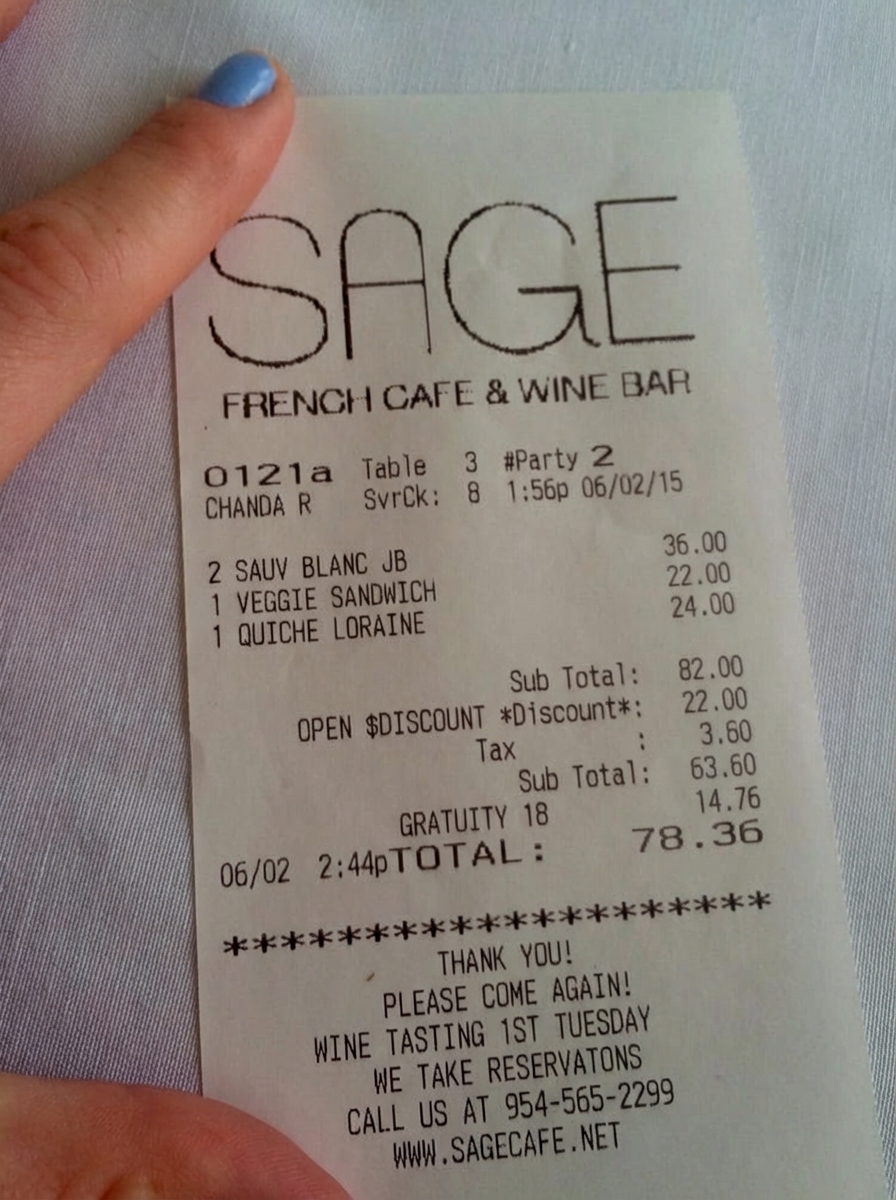 SAGE
FRENCH CAFE & WINE BAR
0121a Table 3 #Party 2
CHANDA R SvrCk: 8 1:56p 06/02/15
2 SAUV BLANC JB 36.00
1 VEGGIE SANDWICH 22.00
1 QUICHE LORAINE 24.00
Sub Total: 82.00
OPEN $DISCOUNT *Discount*: 22.00
Tax : 3.60
Sub Total: 63.60
GRATUITY 18 14.76
06/02 2:44pTOTAL: 78.36
********************
THANK YOU!
PLEASE COME AGAIN!
WINE TASTING 1ST TUESDAY
WE TAKE RESERVATONS
CALL US AT 954-565-2299
WWW.SAGECAFE.NET